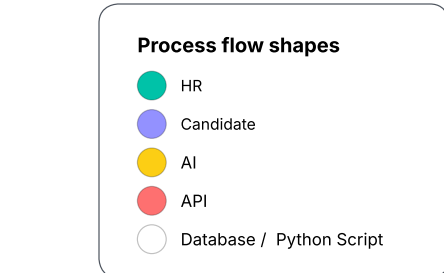 Process flow shapes
HR
Candidate
AI
API
Database /  Python Script